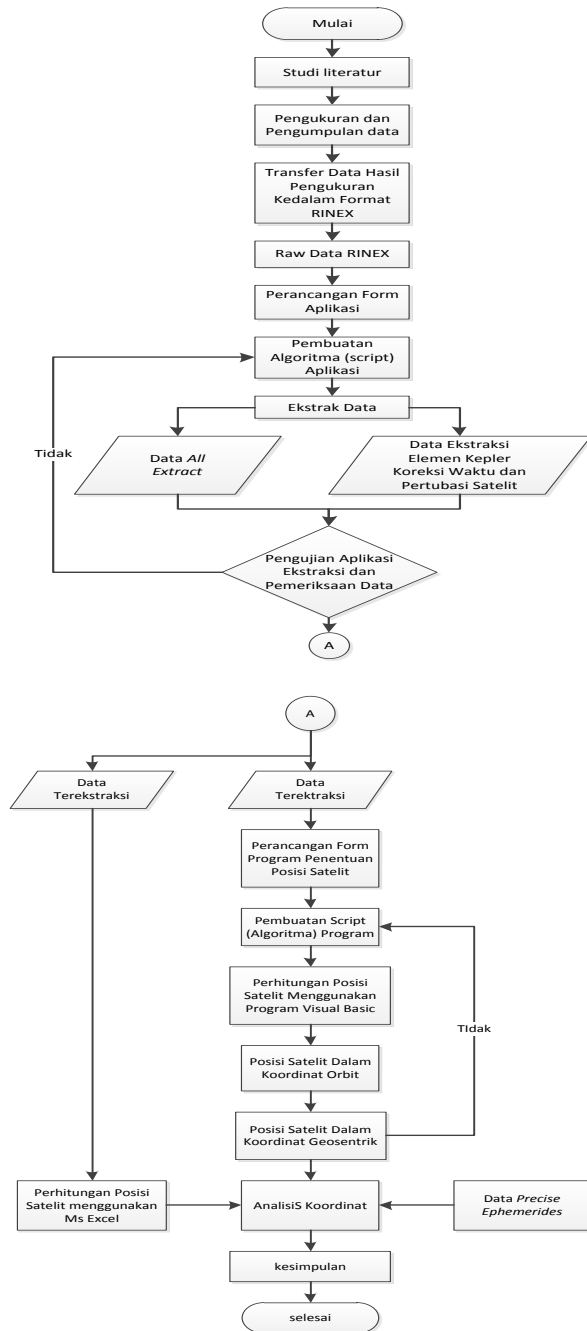 Mulai
Studi literatur
Pengukuran dan
Pengumpulan data
Transfer Data Hasil
Pengukuran
Kedalam Format
RINEX
Raw Data RINEX
Perancangan Form
Aplikasi
Pembuatan
Algoritma (script)
Aplikasi
Ekstrak Data
Tidak
Data All
Extract
Data Ekstraksi
Elemen Kepler
Koreksi Waktu dan
Pertubasi Satelit
Pengujian Aplikasi
Ekstraksi dan
Pemeriksaan Data
A
A
Data
Terekstraksi
Data
Terektraksi
Perancangan Form
Program Penentuan
Posisi Satelit
Pembuatan Script
(Algoritma) Program
Perhitungan Posisi
Satelit Menggunakan
Program Visual Basic
TIdak
Posisi Satelit Dalam
Koordinat Orbit
Posisi Satelit Dalam
Koordinat Geosentrik
Perhitungan Posisi
Satelit menggunakan
Ms Excel
AnalisiS Koordinat
Data Precise
Ephemerides
kesimpulan
selesai